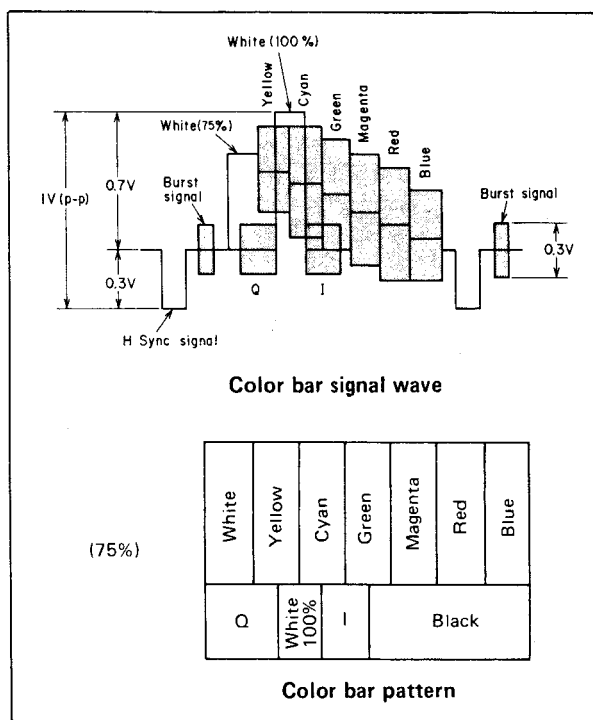 White (100%)
Yellow
Cyan
White(75%)
Green
Magenta
Red
Blue
Burst
signal
Burst signal
1V (p-p)
0.7V
0.3V
0.3V
Q
I
H Sync signal
Color bar signal wave
(75%)
White
Yellow
Cyan
Green
Magenta
Red
Blue
Q
White
100%
I
Black
Color bar pattern